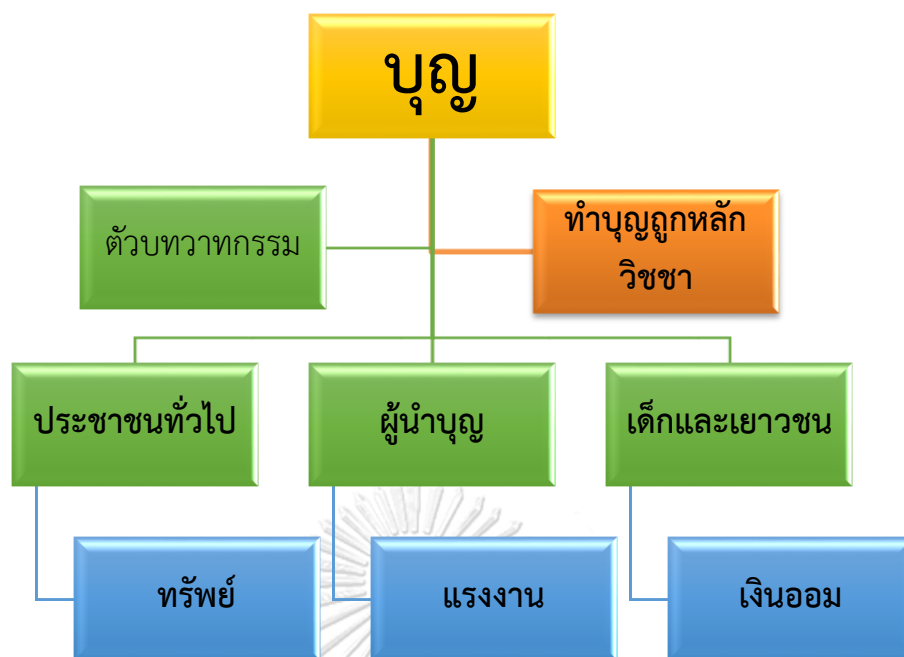 บุญ
ตัวบทวาทกรรม
ทำบุญถูกหลัก
วิชชา
ประชาชนทั่วไป
ผู้นำบุญ
เด็กและเยาวชน
ทรัพย์
แรงงาน
เงินออม